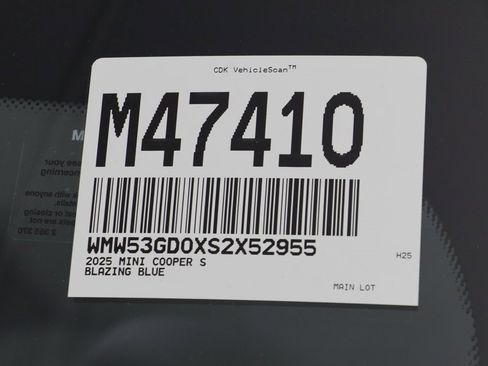 CDK VehicleScan™
M47410
WMW53GD0XS2X52955
2025 MINI COOPER S
BLAZING BLUE
H25
MAIN LOT